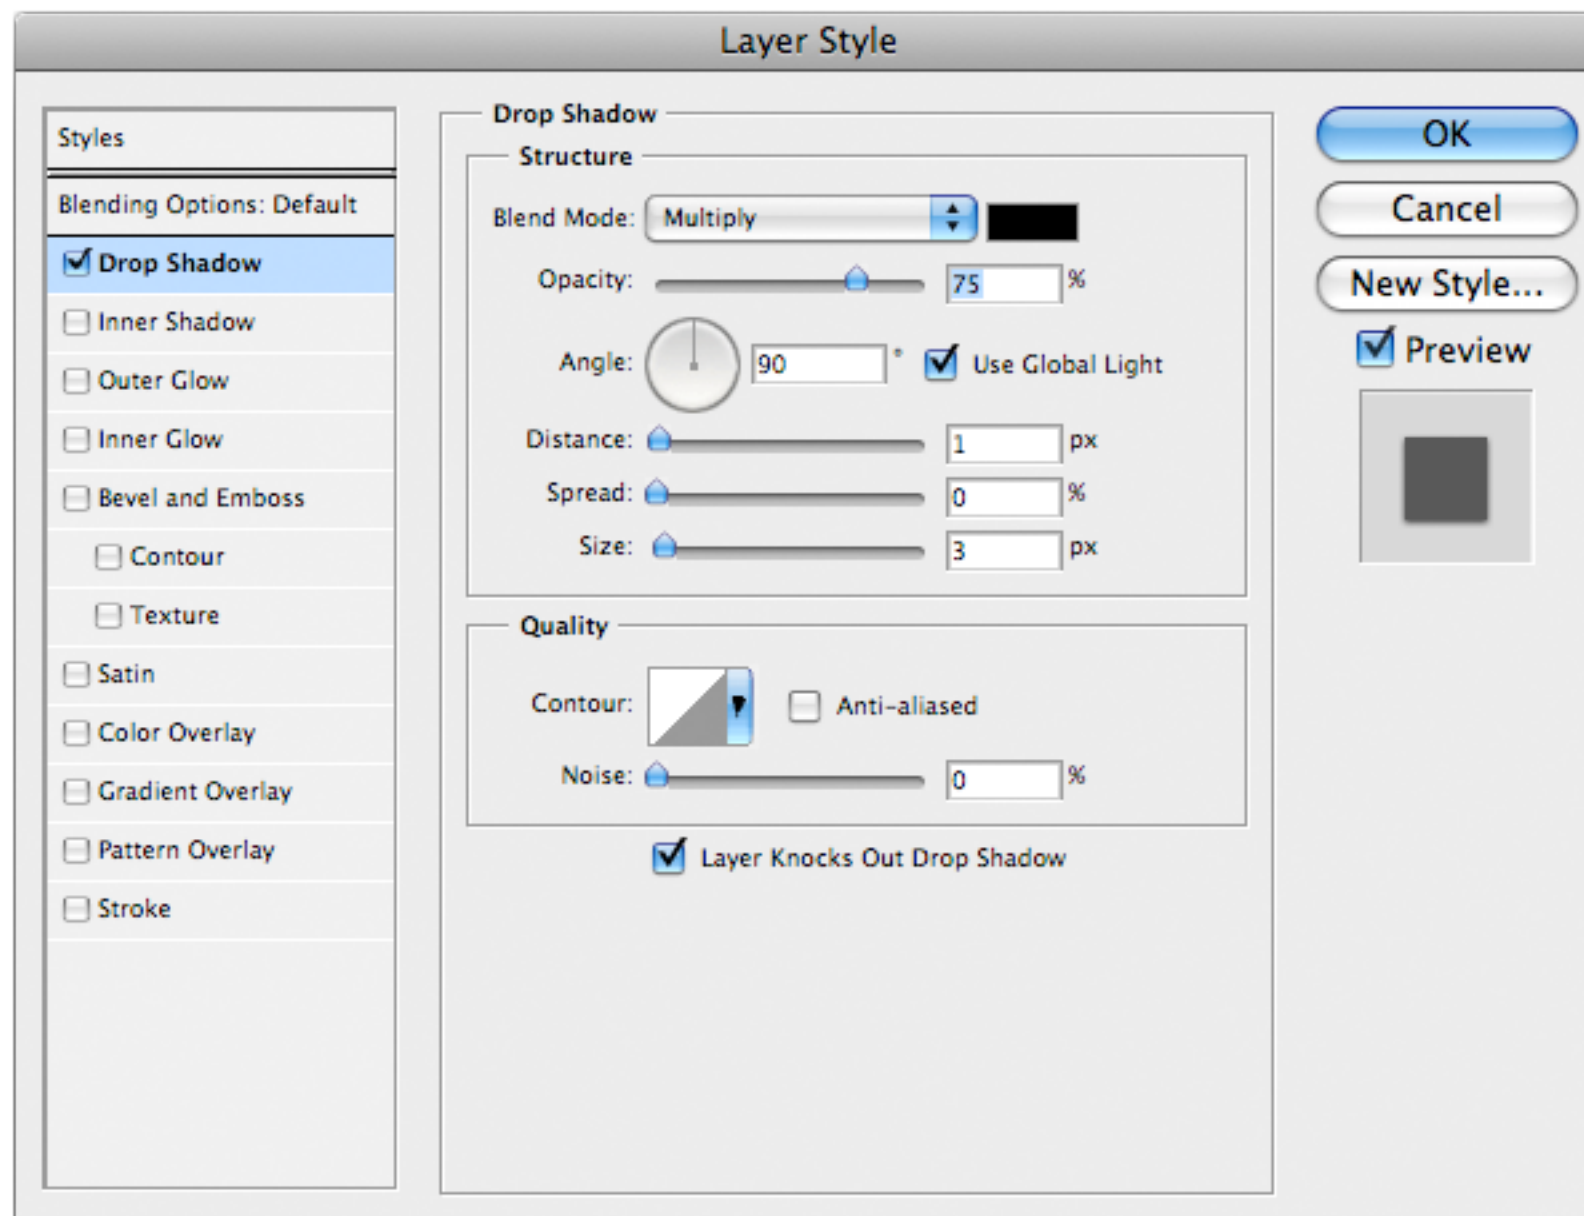 Layer Style
Styles
Blending Options: Default
Drop Shadow
Inner Shadow
Outer Glow
Inner Glow
Bevel and Emboss
Contour
Texture
Satin
Color Overlay
Gradient Overlay
Pattern Overlay
Stroke
Drop Shadow
Structure
Blend Mode: Multiply
Opacity: 75 %
Angle: 90 ° Use Global Light
Distance: 1 px
Spread: 0 %
Size: 3 px
Quality
Contour: Anti-aliased
Noise: 0 %
Layer Knocks Out Drop Shadow
OK
Cancel
New Style...
Preview